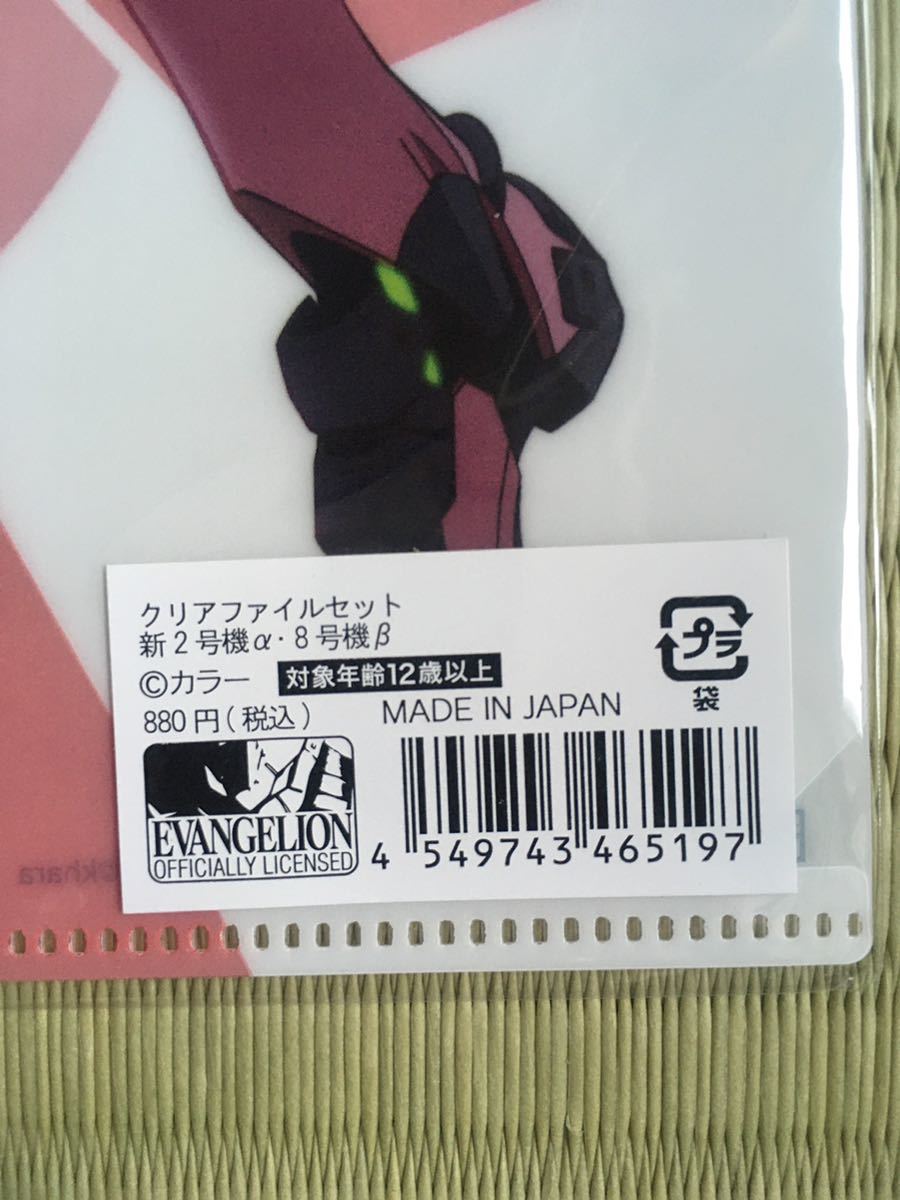 クリアファイルセット
新2号機α・8号機β
©カラー 対象年齢12歳以上
880円(税込) MADE IN JAPAN
プラ
袋
EVANGELION
OFFICIALLY LICENSED
4 549743 465197
khara